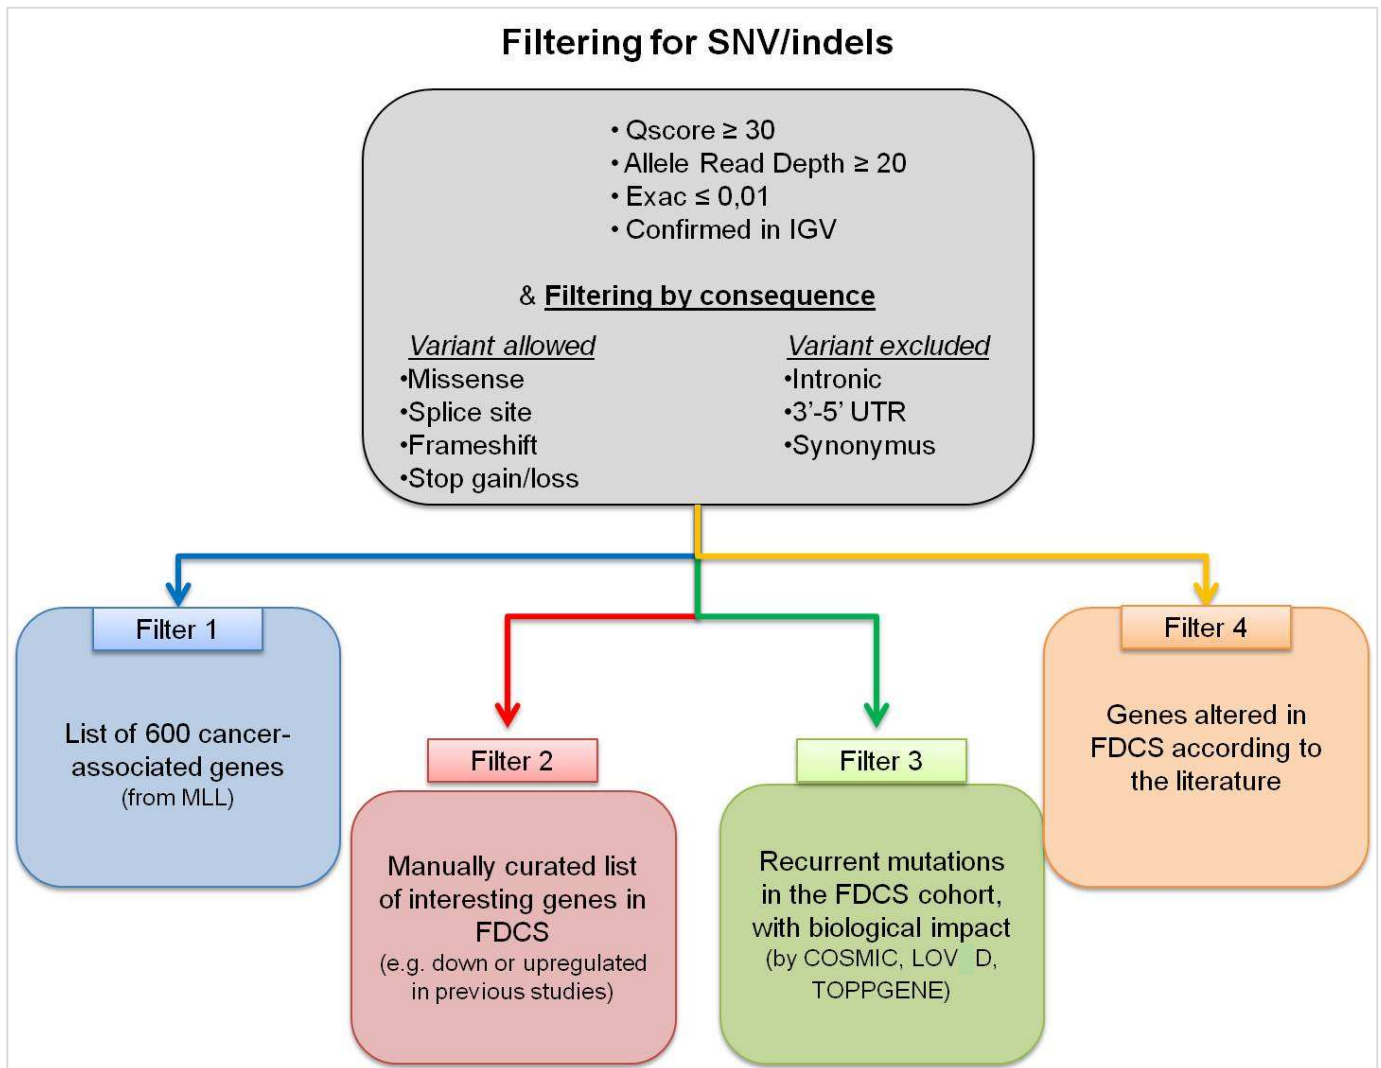 Filtering for SNV/indels
• Qscore ≥ 30
• Allele Read Depth ≥ 20
• Exac ≤ 0,01
• Confirmed in IGV
& Filtering by consequence
Variant allowed
•Missense
•Splice site
•Frameshift
•Stop gain/loss
Variant excluded
•Intronic
•3’-5’ UTR
•Synonymus
Filter 1
List of 600 cancer-
associated genes
(from MLL)
Filter 2
Manually curated list
of interesting genes in
FDCS
(e.g. down or upregulated
in previous studies)
Filter 3
Recurrent mutations
in the FDCS cohort,
with biological impact
(by COSMIC, LOV D,
TOPPGENE)
Filter 4
Genes altered in
FDCS according to
the literature